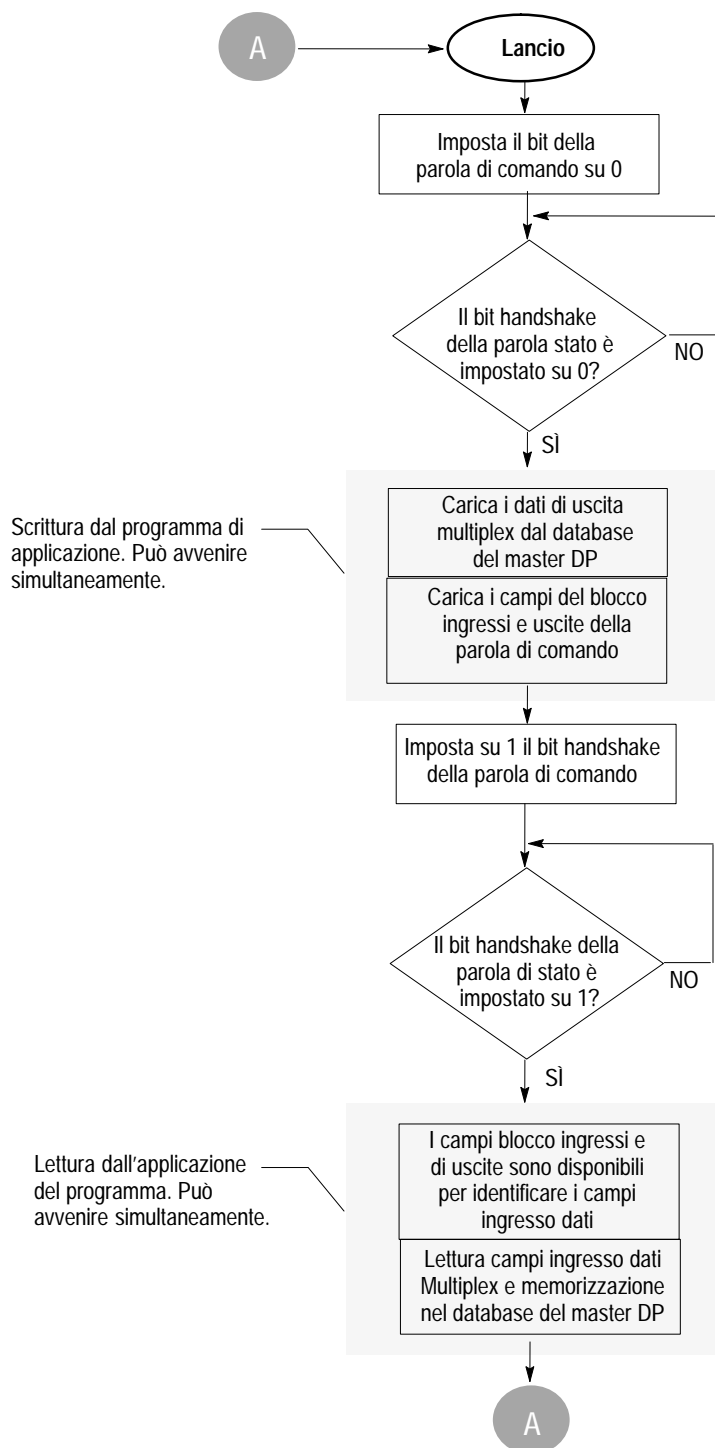 A
Lancio
Imposta il bit della
parola di comando su 0
Il bit handshake
della parola stato è
impostato su 0?
NO
SÌ
Scrittura dal programma di
applicazione. Può avvenire
simultaneamente.
Carica i dati di uscita
multiplex dal database
del master DP
Carica i campi del blocco
ingressi e uscite della
parola di comando
Imposta su 1 il bit handshake
della parola di comando
Il bit handshake della
parola di stato è
impostato su 1?
NO
SÌ
Lettura dall'applicazione
del programma. Può
avvenire simultaneamente.
I campi blocco ingressi e
di uscite sono disponibili
per identificare i campi
ingresso dati
Lettura campi ingresso dati
Multiplex e memorizzazione
nel database del master DP
A